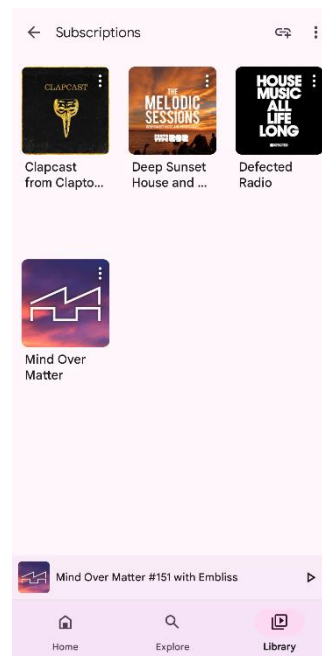 Subscriptions
CLAPCAST
THE
MELODIC
SESSIONS
HOUSE
MUSIC
ALL
LIFE
LONG
DEFECTED
Clapcast
from Clapto...
Deep Sunset
House and ...
Defected
Radio
Mind Over
Matter
Mind Over Matter #151 with Embliss
Home
Explore
Library